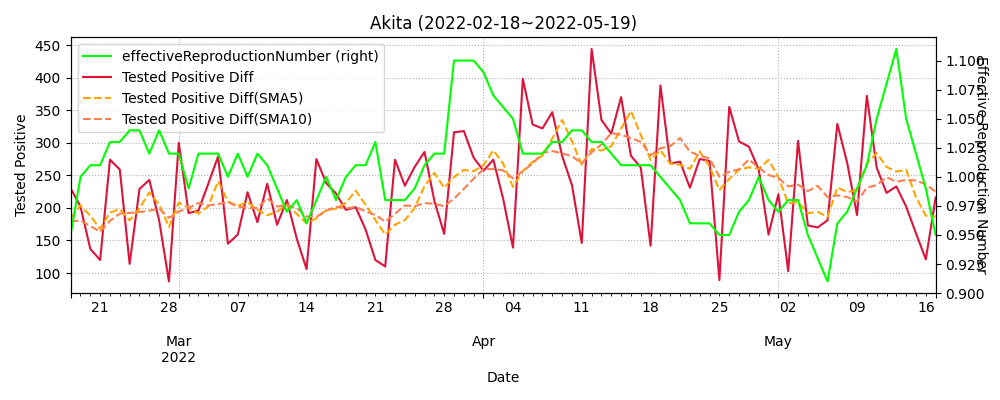 Akita (2022-02-18~2022-05-19)
effectiveReproductionNumber (right)
Tested Positive Diff
Tested Positive Diff(SMA5)
Tested Positive Diff(SMA10)
Tested Positive
450
400
350
300
250
200
150
100
1.100
1.075
1.050
1.025
1.000
0.975
0.950
0.925
0.900
Effective Reproduction Number
21 28 07 14 21 28 04 11 18 25 02 09 16
Mar Apr May
2022
Date